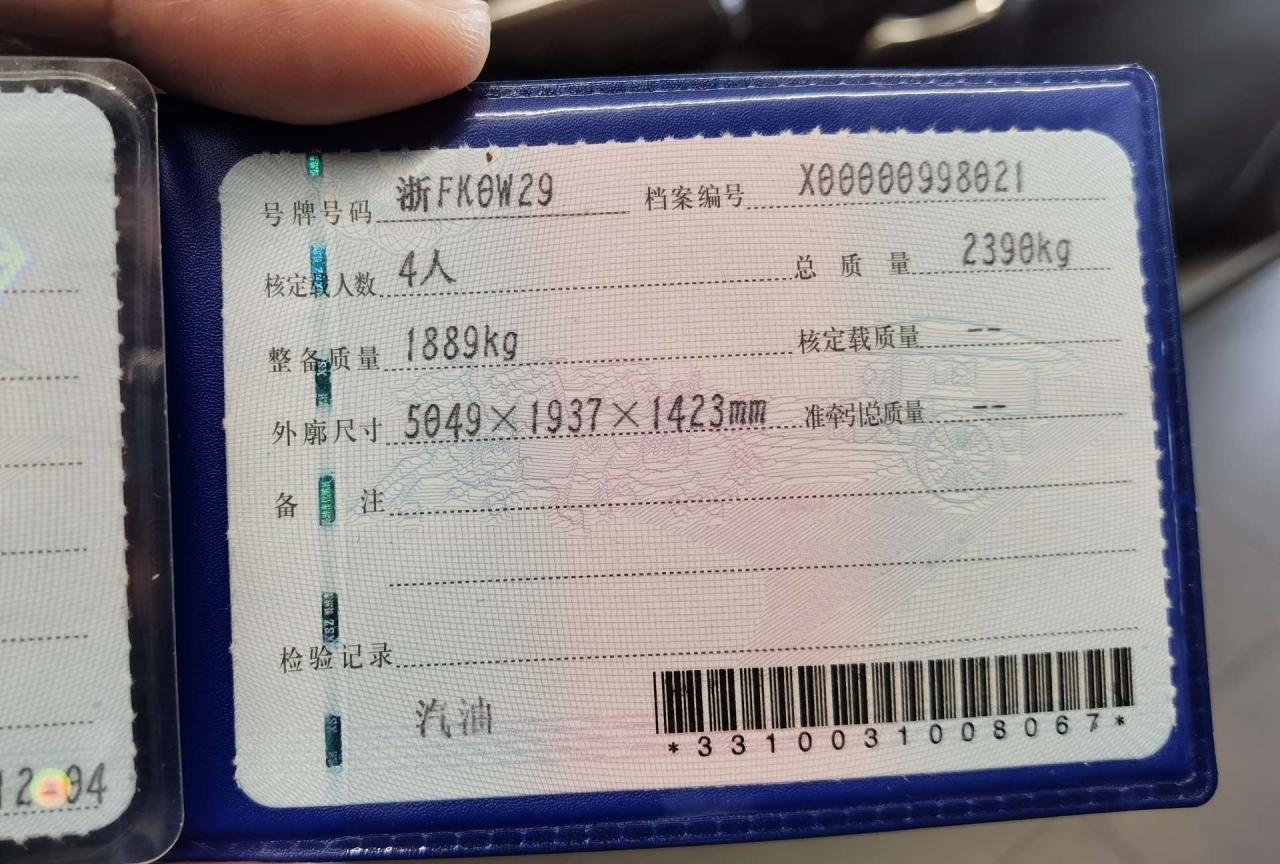 号牌号码 浙FK0W29 档案编号 X00000998021
核定载人数 4人 总质量 2390kg
整备质量 1889kg 核定载质量 --
外廓尺寸 5049×1937×1423mm 准牵引总质量 --
备注
检验记录
汽油
*3310031008067*
12-04